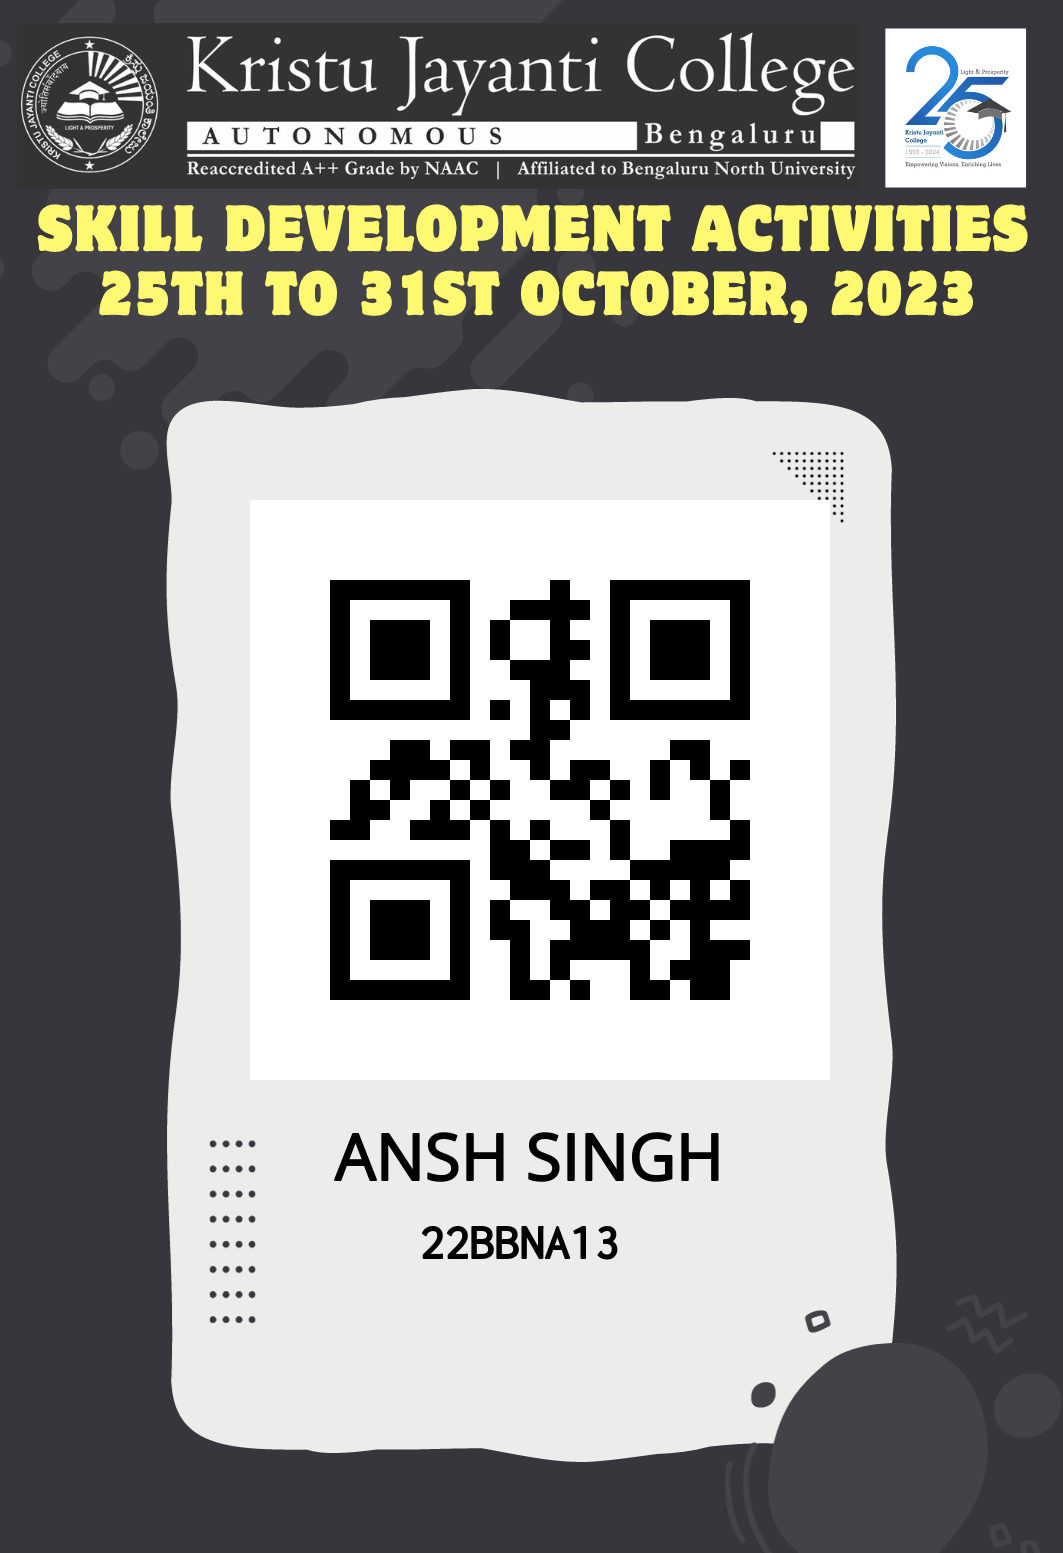 Kristu Jayanti College
AUTONOMOUS Bengaluru
Reaccredited A++ Grade by NAAC | Affiliated to Bengaluru North University
KRISTU JAYANTI COLLEGE
LIGHT & PROSPERITY
25
Light & Prosperity
Kristu Jayanti
College
1999 - 2024
Empowering Visions, Enriching Lives
SKILL DEVELOPMENT ACTIVITIES
25TH TO 31ST OCTOBER, 2023
ANSH SINGH
22BBNA13